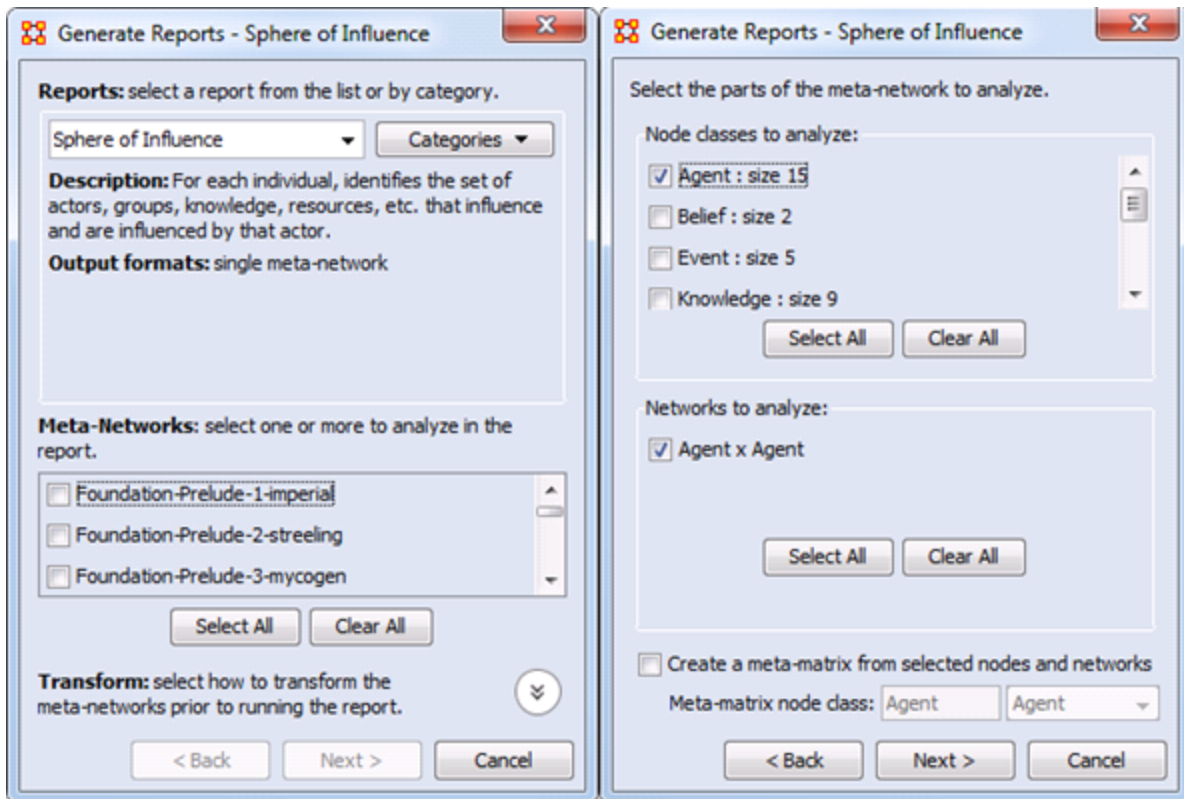 Generate Reports - Sphere of Influence
Reports: select a report from the list or by category.
Sphere of Influence
Categories
Description: For each individual, identifies the set of
actors, groups, knowledge, resources, etc. that influence
and are influenced by that actor.
Output formats: single meta-network
Meta-Networks: select one or more to analyze in the
report.
Foundation-Prelude-1-imperial
Foundation-Prelude-2-streeling
Foundation-Prelude-3-mycogen
Select All Clear All
Transform: select how to transform the
meta-networks prior to running the report.
< Back Next > Cancel
Generate Reports - Sphere of Influence
Select the parts of the meta-network to analyze.
Node classes to analyze:
Agent : size 15
Belief : size 2
Event : size 5
Knowledge : size 9
Select All Clear All
Networks to analyze:
Agent x Agent
Select All Clear All
Create a meta-matrix from selected nodes and networks
Meta-matrix node class: Agent Agent
< Back Next > Cancel